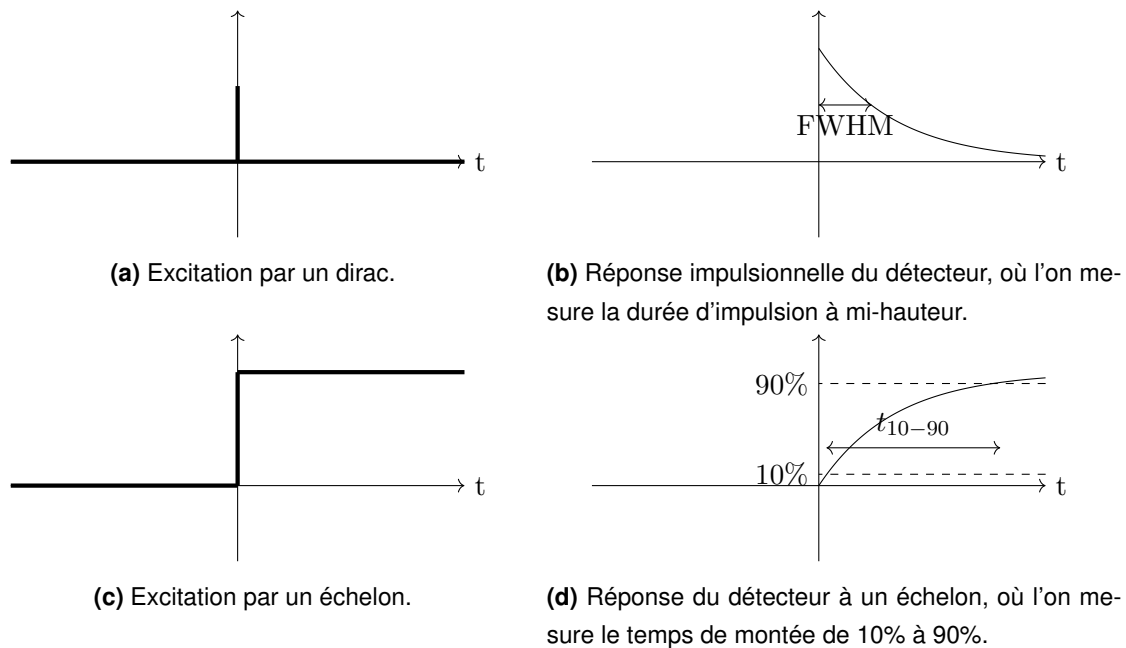 t
FWHM
t
(a) Excitation par un dirac.
(b) Réponse impulsionnelle du détecteur, où l'on me-
sure la durée d'impulsion à mi-hauteur.
t
90%
t10−90
10%
t
(c) Excitation par un échelon.
(d) Réponse du détecteur à un échelon, où l'on me-
sure le temps de montée de 10% à 90%.